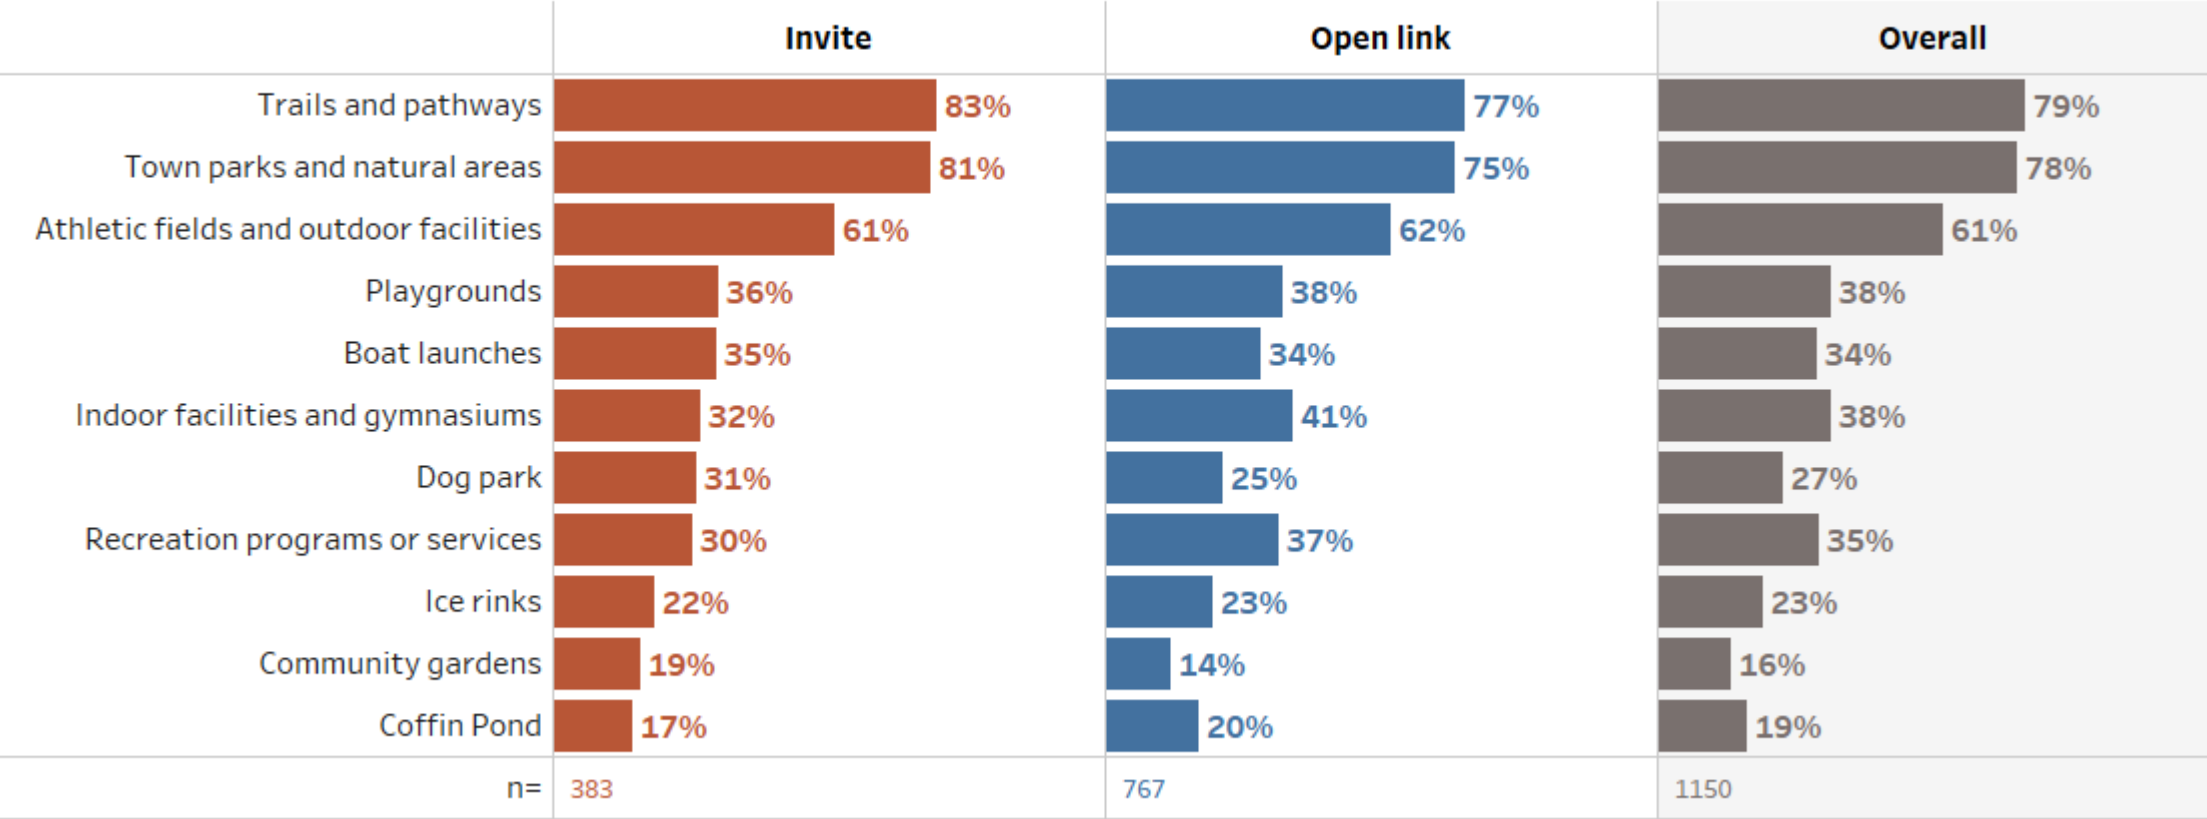 Invite Open link Overall
Trails and pathways 83% 77% 79%
Town parks and natural areas 81% 75% 78%
Athletic fields and outdoor facilities 61% 62% 61%
Playgrounds 36% 38% 38%
Boat launches 35% 34% 34%
Indoor facilities and gymnasiums 32% 41% 38%
Dog park 31% 25% 27%
Recreation programs or services 30% 37% 35%
Ice rinks 22% 23% 23%
Community gardens 19% 14% 16%
Coffin Pond 17% 20% 19%
n= 383 767 1150